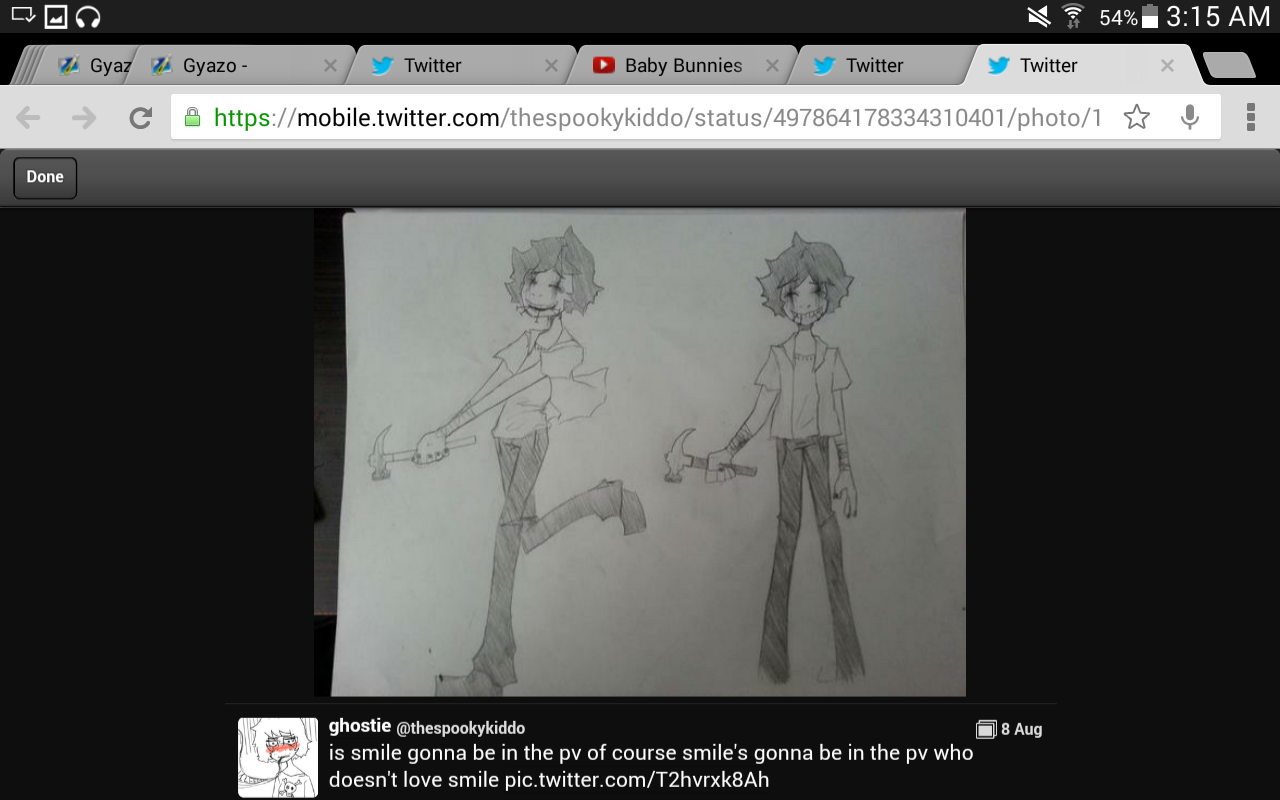 54% 3:15 AM
Gyaz Gyazo - Twitter Baby Bunnies Twitter Twitter
https://mobile.twitter.com/thespookykiddo/status/497864178334310401/photo/1
Done
ghostie @thespookykiddo 8 Aug
is smile gonna be in the pv of course smile's gonna be in the pv who
doesn't love smile pic.twitter.com/T2hvrxk8Ah